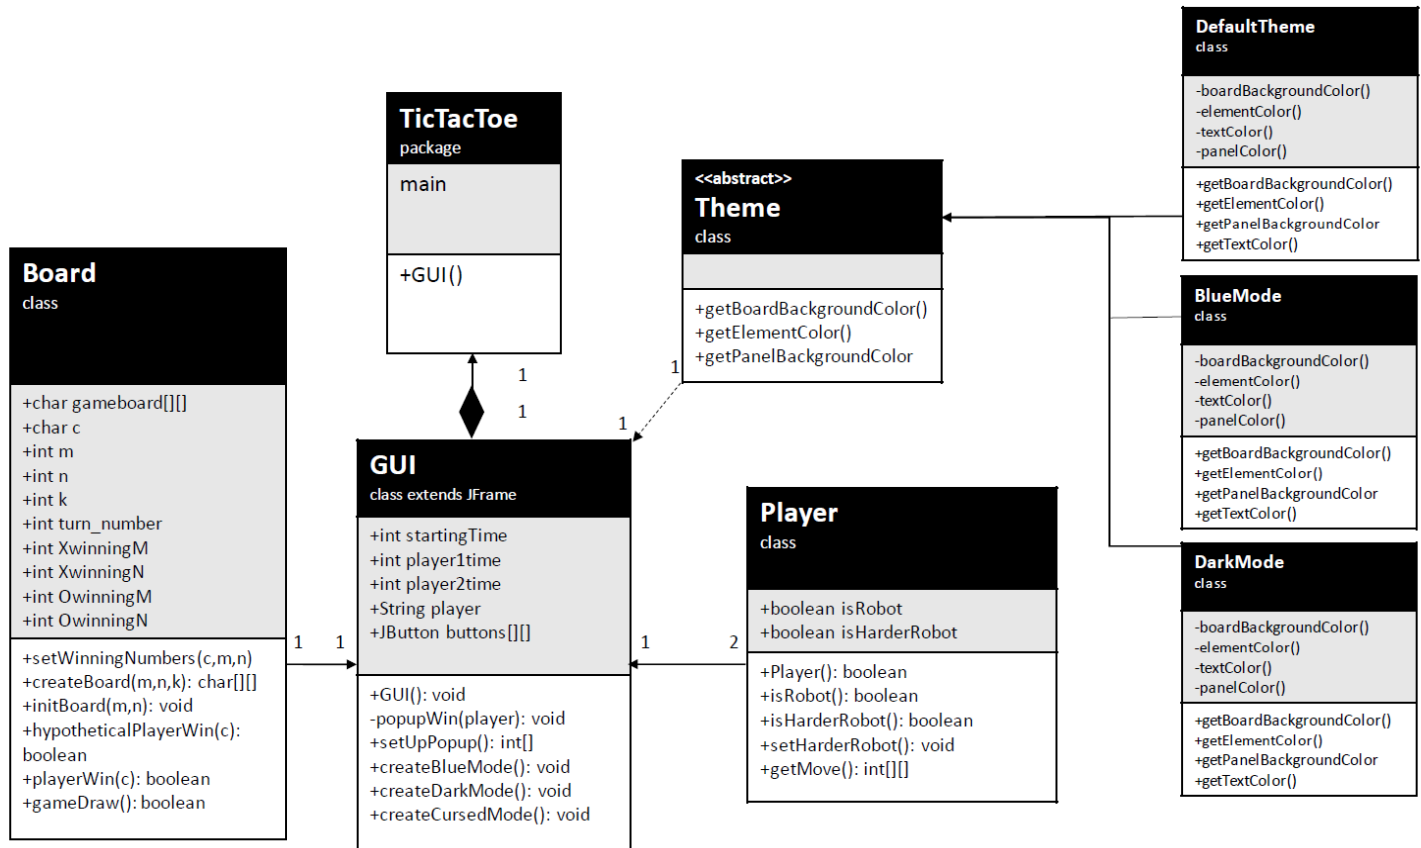 DefaultTheme
class
-boardBackgroundColor()
-elementColor()
-textColor()
-panelColor()
+getBoardBackgroundColor()
+getElementColor()
+getPanelBackgroundColor
+getTextColor()
TicTacToe
package
main
+GUI()
<<abstract>>
Theme
class
+getBoardBackgroundColor()
+getElementColor()
+getPanelBackgroundColor
Board
class
+char gameboard[][]
+char c
+int m
+int n
+int k
+int turn_number
+int XwinningM
+int XwinningN
+int OwinningM
+int OwinningN
+setWinningNumbers(c,m,n)
+createBoard(m,n,k): char[][]
+initBoard(m,n): void
+hypotheticalPlayerWin(c):
boolean
+playerWin(c): boolean
+gameDraw(): boolean
1
1
1
1
1
1
GUI
class extends JFrame
+int startingTime
+int player1time
+int player2time
+String player
+JButton buttons[][]
+GUI(): void
-popupWin(player): void
+setUpPopup(): int[]
+createBlueMode(): void
+createDarkMode(): void
+createCursedMode(): void
1
2
Player
class
+boolean isRobot
+boolean isHarderRobot
+Player(): boolean
+isRobot(): boolean
+isHarderRobot(): boolean
+setHarderRobot(): void
+getMove(): int[][]
BlueMode
class
-boardBackgroundColor()
-elementColor()
-textColor()
-panelColor()
+getBoardBackgroundColor()
+getElementColor()
+getPanelBackgroundColor
+getTextColor()
DarkMode
class
-boardBackgroundColor()
-elementColor()
-textColor()
-panelColor()
+getBoardBackgroundColor()
+getElementColor()
+getPanelBackgroundColor
+getTextColor()